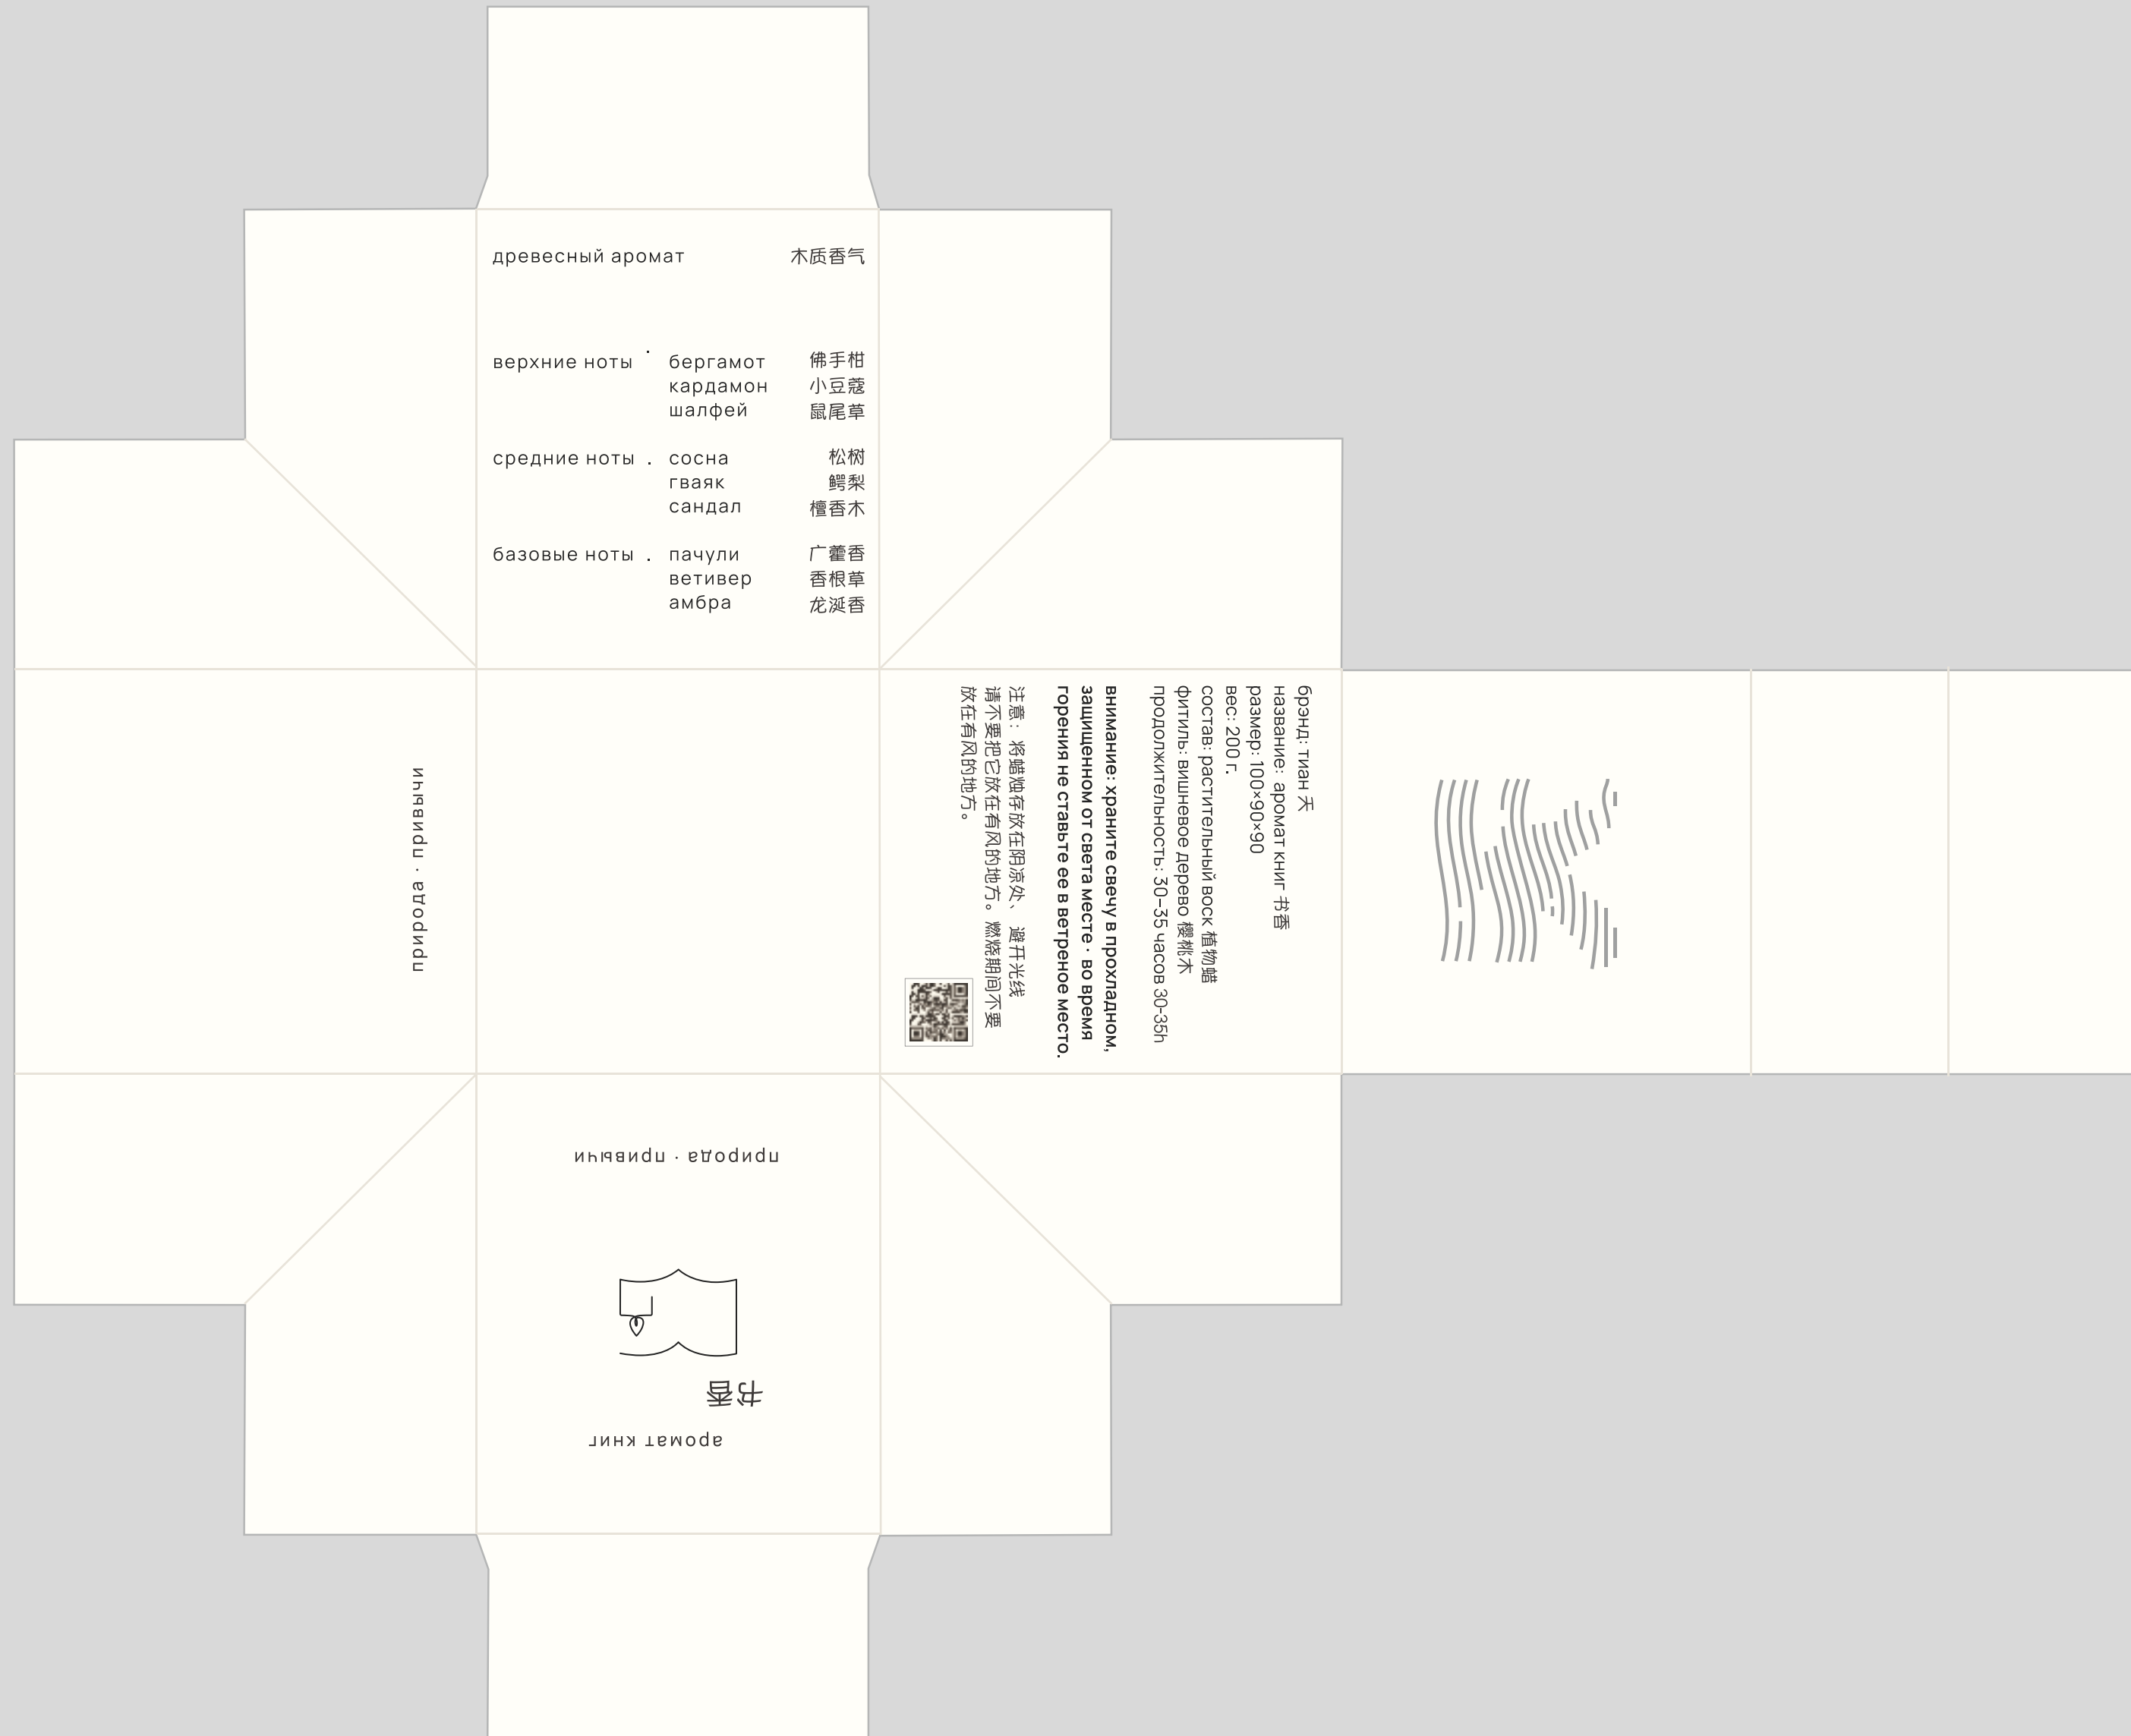 древесный аромат 木质香气
верхние ноты · бергамот 佛手柑
кардамон 小豆蔻
шалфей 鼠尾草
средние ноты . сосна 松树
гваяк 鳄梨
сандал 檀香木
базовые ноты . пачули 广藿香
ветивер 香根草
амбра 龙涎香
природа · привычи
брэнд: тиан 天
название: аромат книг 书香
размер: 100×90×90
вес: 200 г.
состав: растительный воск 植物蜡
фитиль: вишневое дерево 樱桃木
продолжительность: 30–35 часов 30-35h
внимание: храните свечу в прохладном,
защищенном от света месте · во время
горения не ставьте ее в ветреное место.
注意：将蜡烛存放在阴凉处、避开光线
请不要把它放在有风的地方。燃烧期间不要
放在有风的地方。
аромат книг
书香
природа · привычи